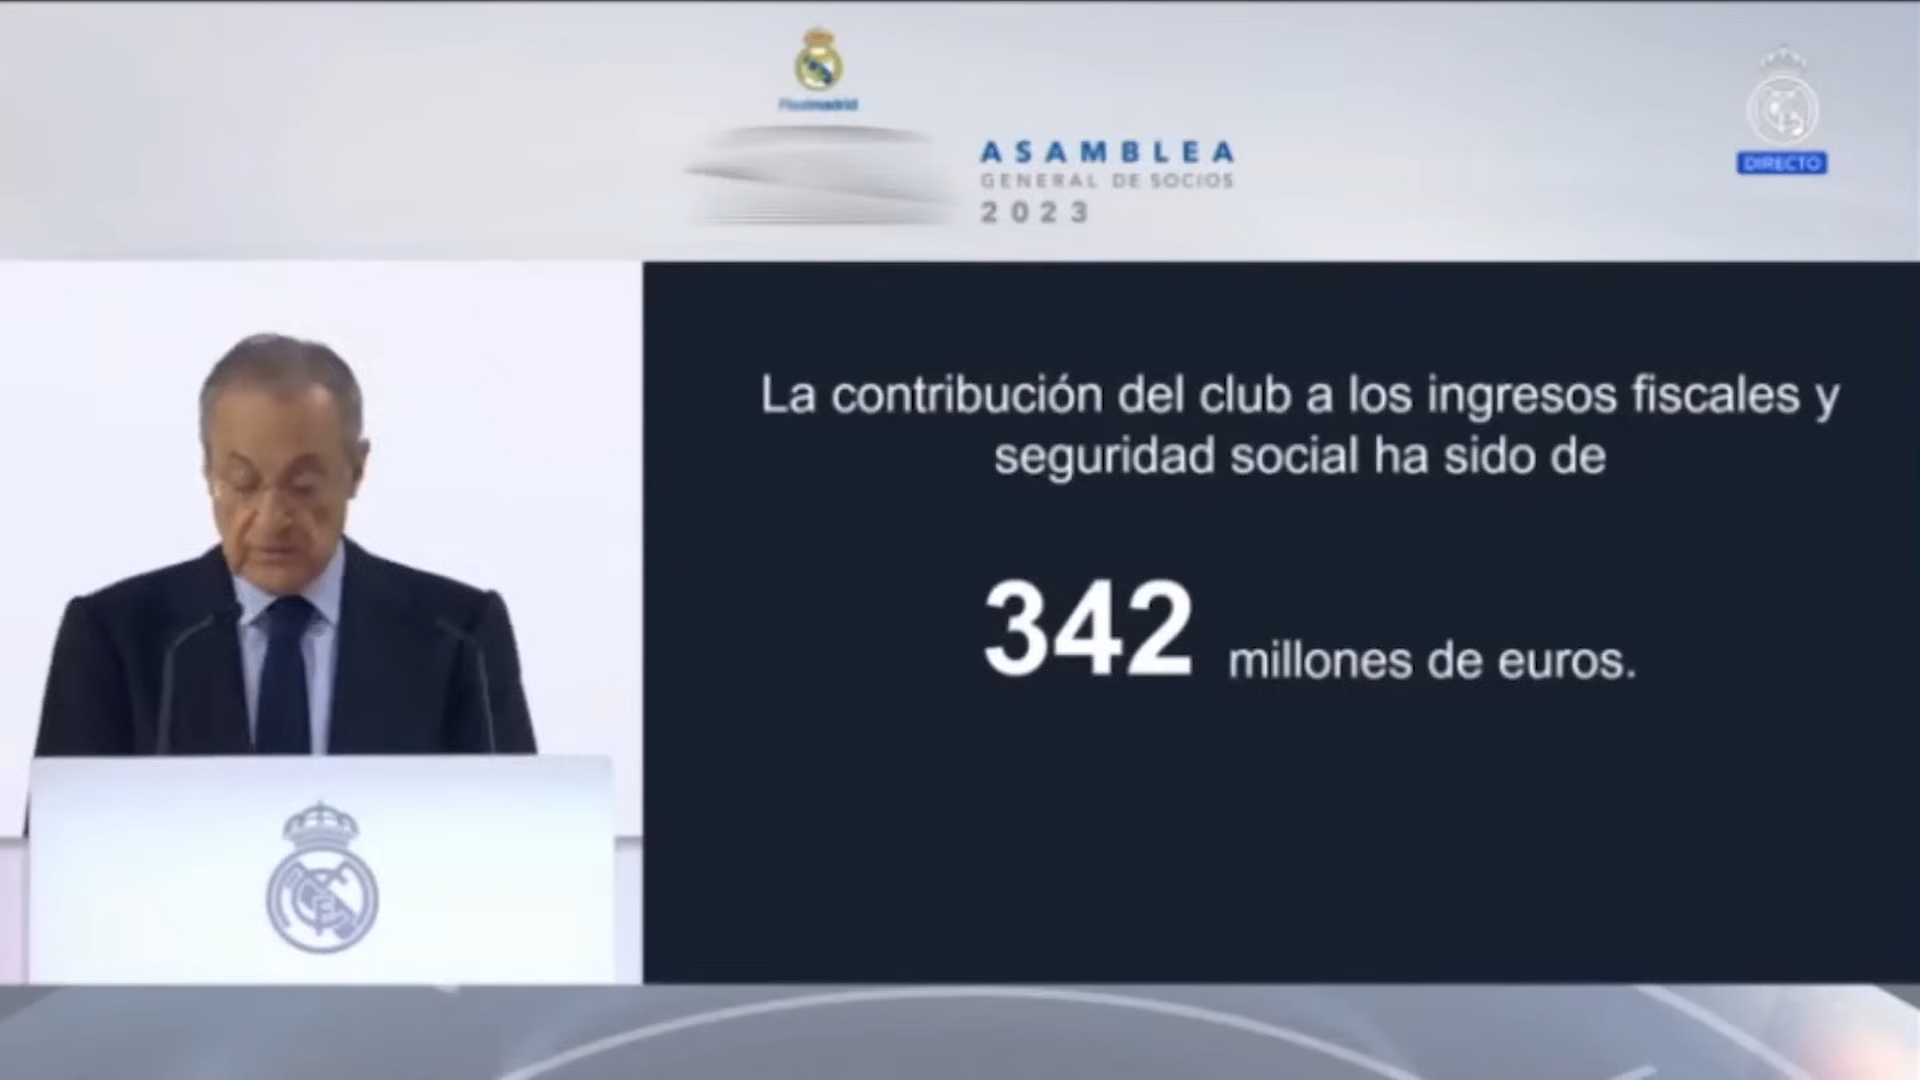 Realmadrid
ASAMBLEA
GENERAL DE SOCIOS
2023
DIRECTO
La contribución del club a los ingresos fiscales y
seguridad social ha sido de
342 millones de euros.